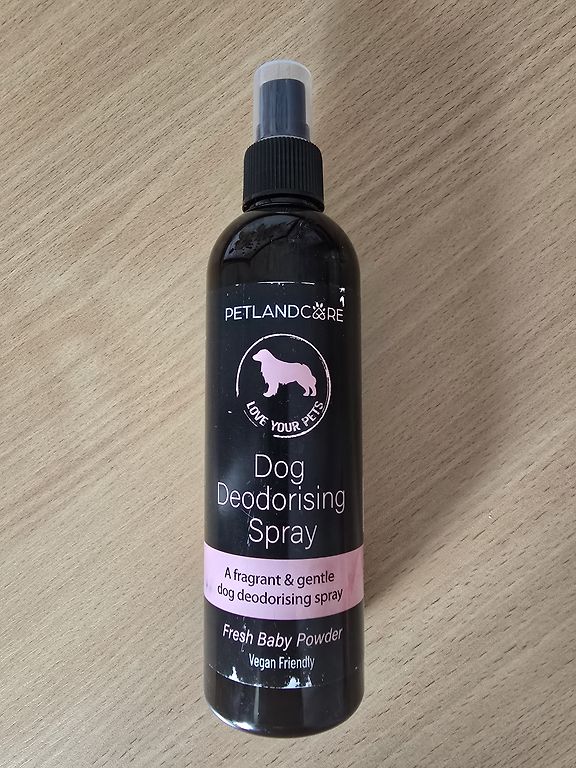 PETLANDCARE
LOVE YOUR PETS
Dog
Deodorising
Spray
A fragrant & gentle
dog deodorising spray
Fresh Baby Powder
Vegan Friendly